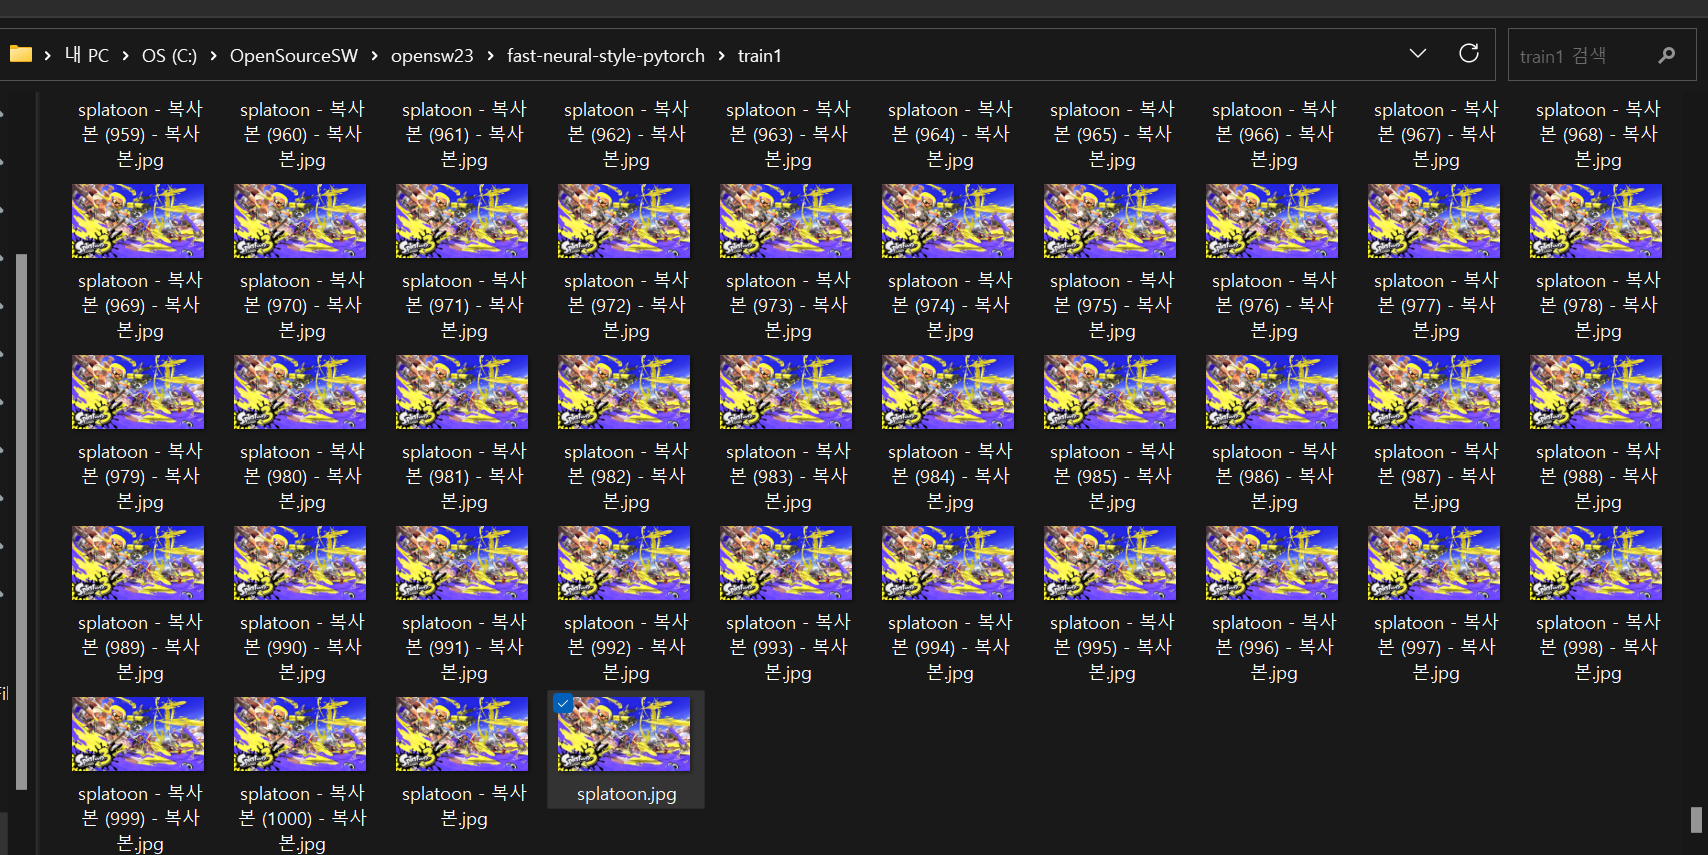 내 PC › OS (C:) › OpenSourceSW › opensw23 › fast-neural-style-pytorch › train1
train1 검색
splatoon - 복사본 (959) - 복사본.jpg
splatoon - 복사본 (960) - 복사본.jpg
splatoon - 복사본 (961) - 복사본.jpg
splatoon - 복사본 (962) - 복사본.jpg
splatoon - 복사본 (963) - 복사본.jpg
splatoon - 복사본 (964) - 복사본.jpg
splatoon - 복사본 (965) - 복사본.jpg
splatoon - 복사본 (966) - 복사본.jpg
splatoon - 복사본 (967) - 복사본.jpg
splatoon - 복사본 (968) - 복사본.jpg
splatoon - 복사본 (969) - 복사본.jpg
splatoon - 복사본 (970) - 복사본.jpg
splatoon - 복사본 (971) - 복사본.jpg
splatoon - 복사본 (972) - 복사본.jpg
splatoon - 복사본 (973) - 복사본.jpg
splatoon - 복사본 (974) - 복사본.jpg
splatoon - 복사본 (975) - 복사본.jpg
splatoon - 복사본 (976) - 복사본.jpg
splatoon - 복사본 (977) - 복사본.jpg
splatoon - 복사본 (978) - 복사본.jpg
splatoon - 복사본 (979) - 복사본.jpg
splatoon - 복사본 (980) - 복사본.jpg
splatoon - 복사본 (981) - 복사본.jpg
splatoon - 복사본 (982) - 복사본.jpg
splatoon - 복사본 (983) - 복사본.jpg
splatoon - 복사본 (984) - 복사본.jpg
splatoon - 복사본 (985) - 복사본.jpg
splatoon - 복사본 (986) - 복사본.jpg
splatoon - 복사본 (987) - 복사본.jpg
splatoon - 복사본 (988) - 복사본.jpg
splatoon - 복사본 (989) - 복사본.jpg
splatoon - 복사본 (990) - 복사본.jpg
splatoon - 복사본 (991) - 복사본.jpg
splatoon - 복사본 (992) - 복사본.jpg
splatoon - 복사본 (993) - 복사본.jpg
splatoon - 복사본 (994) - 복사본.jpg
splatoon - 복사본 (995) - 복사본.jpg
splatoon - 복사본 (996) - 복사본.jpg
splatoon - 복사본 (997) - 복사본.jpg
splatoon - 복사본 (998) - 복사본.jpg
splatoon - 복사본 (999) - 복사본.jpg
splatoon - 복사본 (1000) - 복사본.jpg
splatoon - 복사본.jpg
splatoon.jpg